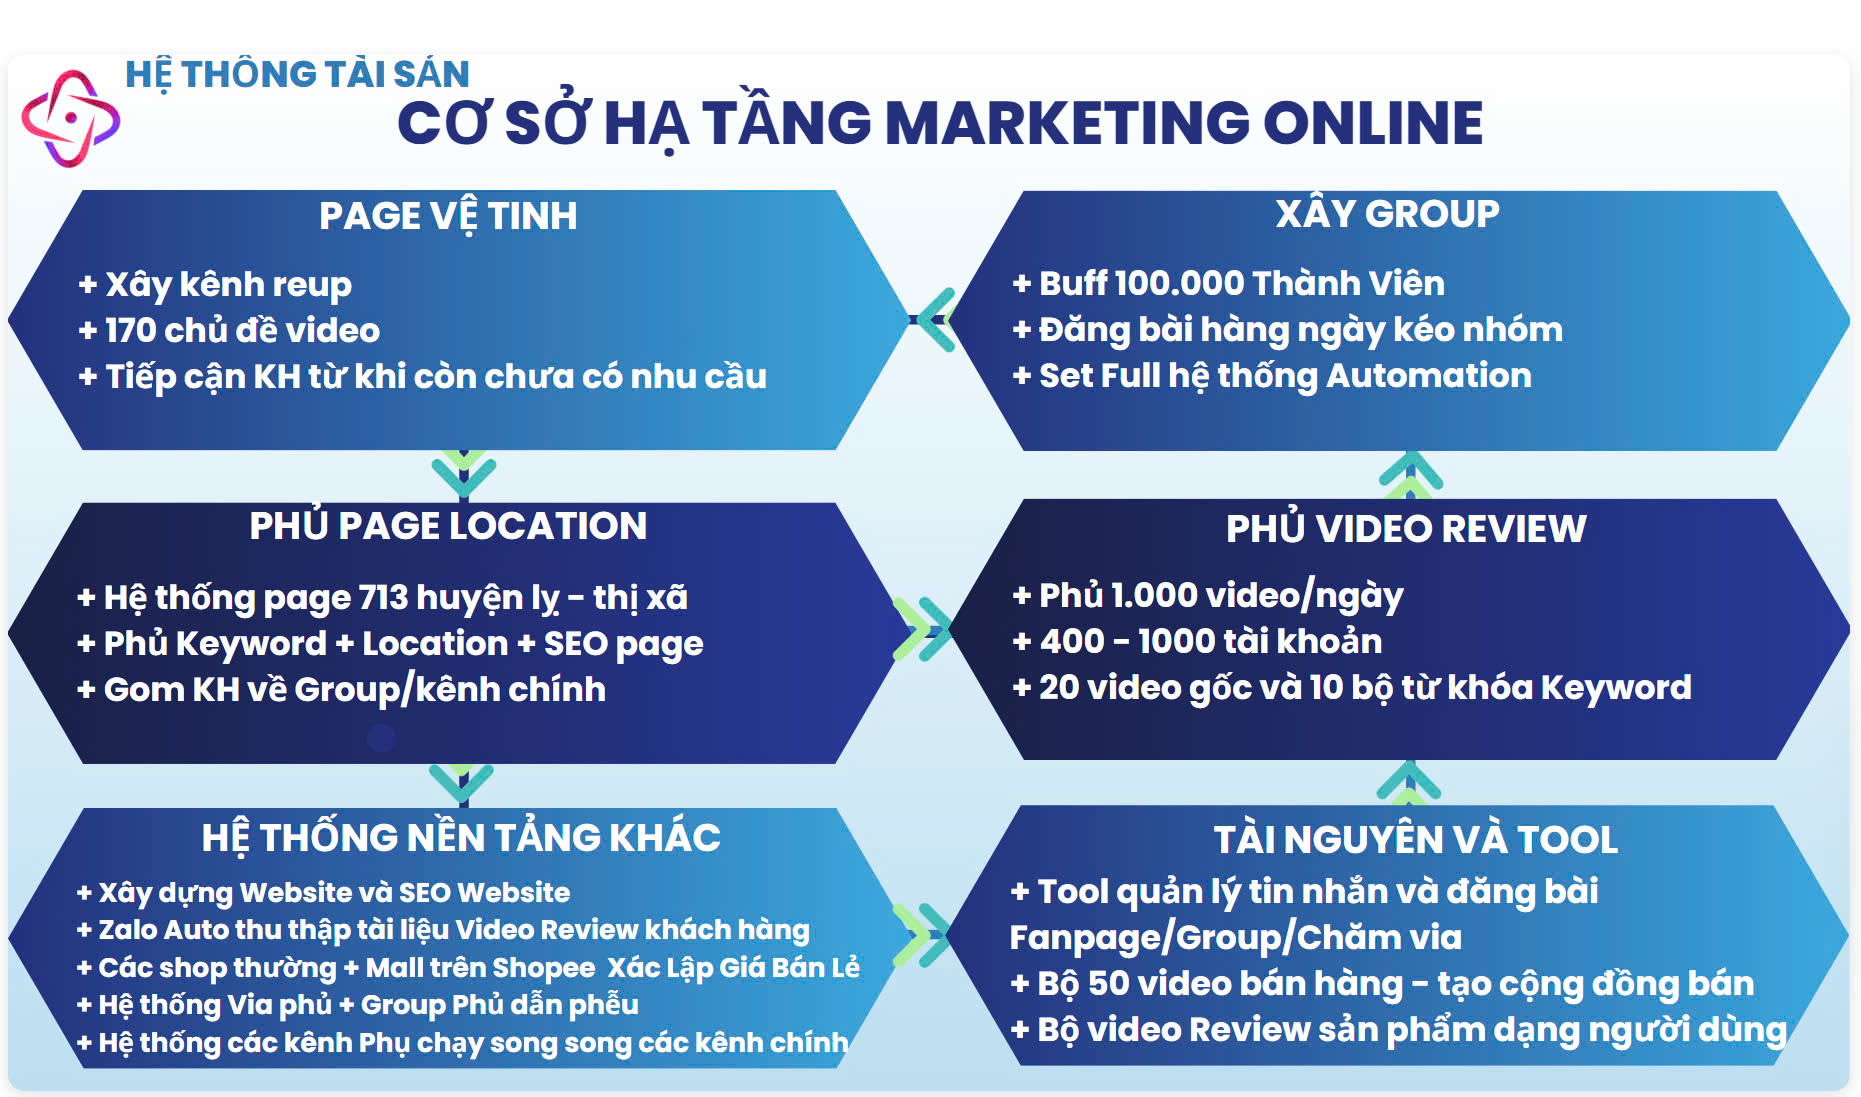 HỆ THỐNG TÀI SẢN
CƠ SỞ HẠ TẦNG MARKETING ONLINE
PAGE VỆ TINH
+ Xây kênh reup
+ 170 chủ đề video
+ Tiếp cận KH từ khi còn chưa có nhu cầu
XÂY GROUP
+ Buff 100.000 Thành Viên
+ Đăng bài hàng ngày kéo nhóm
+ Set Full hệ thống Automation
PHỦ PAGE LOCATION
+ Hệ thống page 713 huyện lỵ - thị xã
+ Phủ Keyword + Location + SEO page
+ Gom KH về Group/kênh chính
PHỦ VIDEO REVIEW
+ Phủ 1.000 video/ngày
+ 400 - 1000 tài khoản
+ 20 video gốc và 10 bộ từ khóa Keyword
HỆ THỐNG NỀN TẢNG KHÁC
+ Xây dựng Website và SEO Website
+ Zalo Auto thu thập tài liệu Video Review khách hàng
+ Các shop thường + Mall trên Shopee  Xác Lập Giá Bán Lẻ
+ Hệ thống Via phủ + Group Phủ dẫn phễu
+ Hệ thống các kênh Phụ chạy song song các kênh chính
TÀI NGUYÊN VÀ TOOL
+ Tool quản lý tin nhắn và đăng bài
Fanpage/Group/Chăm via
+ Bộ 50 video bán hàng - tạo cộng đồng bán
+ Bộ video Review sản phẩm dạng người dùng